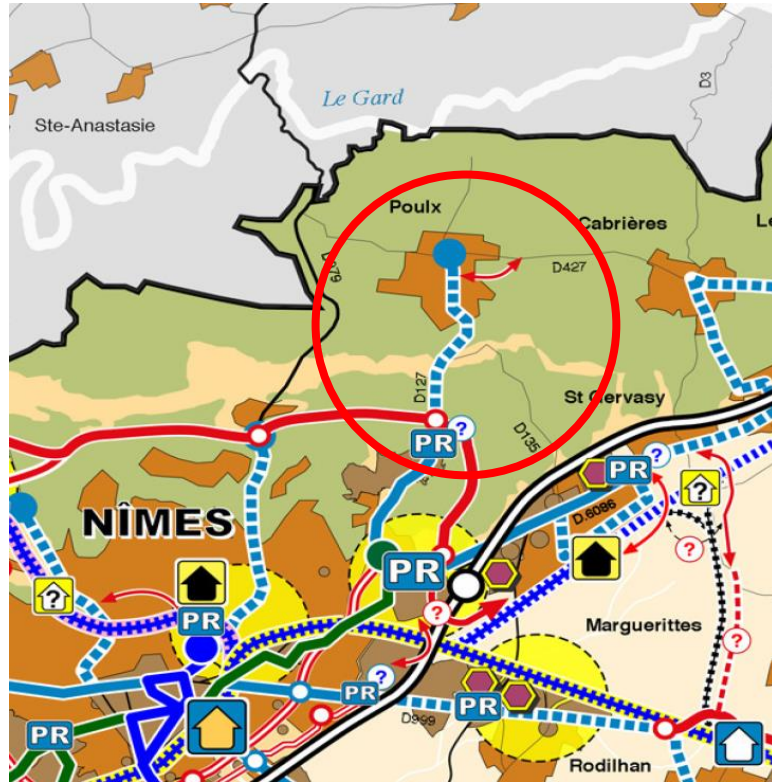 Le Gard
D3
Ste-Anastasie
Poulx
Cabrières
Le
D979
D427
D127
St Gervasy
D135
PR
?
?
PR
NÎMES
D.6086
?
PR
?
?
?
Marguerittes
PR
?
?
PR
PR
D999
PR
Rodilhan